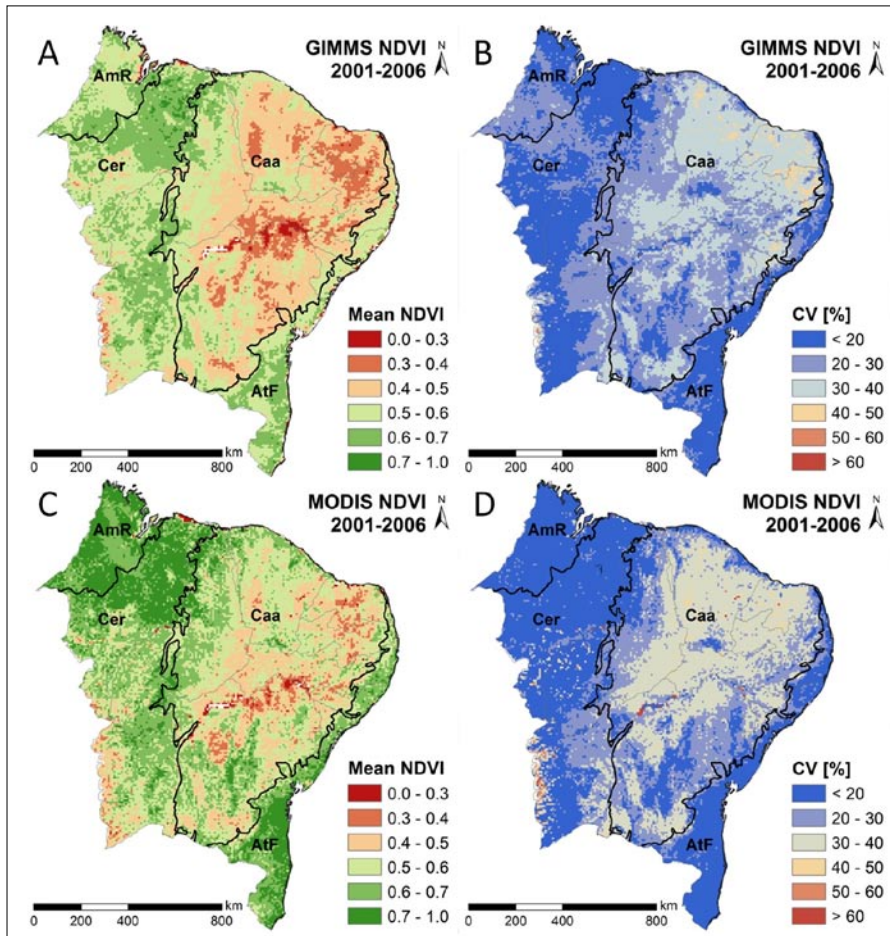 A
GIMMS NDVI
2001-2006
N
AmR
Cer
Caa
AtF
Mean NDVI
0.0 - 0.3
0.3 - 0.4
0.4 - 0.5
0.5 - 0.6
0.6 - 0.7
0.7 - 1.0
km
0 200 400 800
B
GIMMS NDVI
2001-2006
N
AmR
Cer
Caa
AtF
CV [%]
< 20
20 - 30
30 - 40
40 - 50
50 - 60
> 60
km
0 200 400 800
C
MODIS NDVI
2001-2006
N
AmR
Cer
Caa
AtF
Mean NDVI
0.0 - 0.3
0.3 - 0.4
0.4 - 0.5
0.5 - 0.6
0.6 - 0.7
0.7 - 1.0
km
0 200 400 800
D
MODIS NDVI
2001-2006
N
AmR
Cer
Caa
AtF
CV [%]
< 20
20 - 30
30 - 40
40 - 50
50 - 60
> 60
km
0 200 400 800